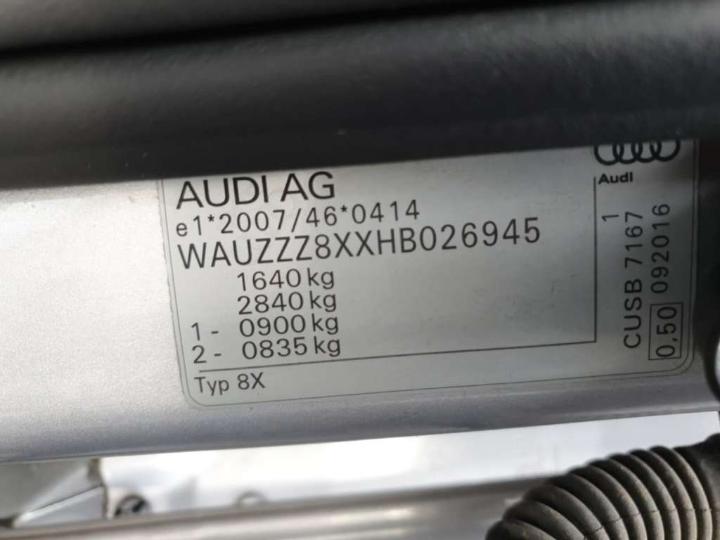 AUDI AG
e1*2007/46*0414
WAUZZZ8XXHB026945
1640 kg
2840 kg
1- 0900 kg
2- 0835 kg
Typ 8X
Audi
CUSB 7167 1
0,50 092016